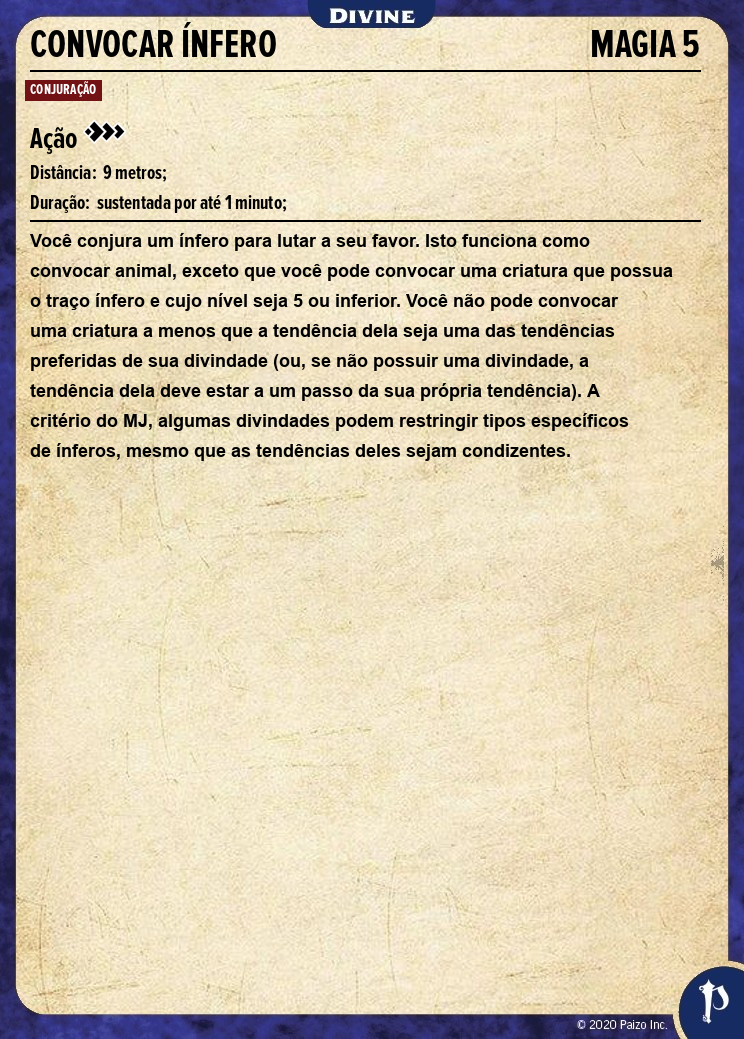 DIVINE
CONVOCAR ÍNFERO MAGIA 5
CONJURAÇÃO
Ação
Distância: 9 metros;
Duração: sustentada por até 1 minuto;
Você conjura um ínfero para lutar a seu favor. Isto funciona como
convocar animal, exceto que você pode convocar uma criatura que possua
o traço ínfero e cujo nível seja 5 ou inferior. Você não pode convocar
uma criatura a menos que a tendência dela seja uma das tendências
preferidas de sua divindade (ou, se não possuir uma divindade, a
tendência dela deve estar a um passo da sua própria tendência). A
critério do MJ, algumas divindades podem restringir tipos específicos
de ínferos, mesmo que as tendências deles sejam condizentes.
© 2020 Paizo Inc.
P